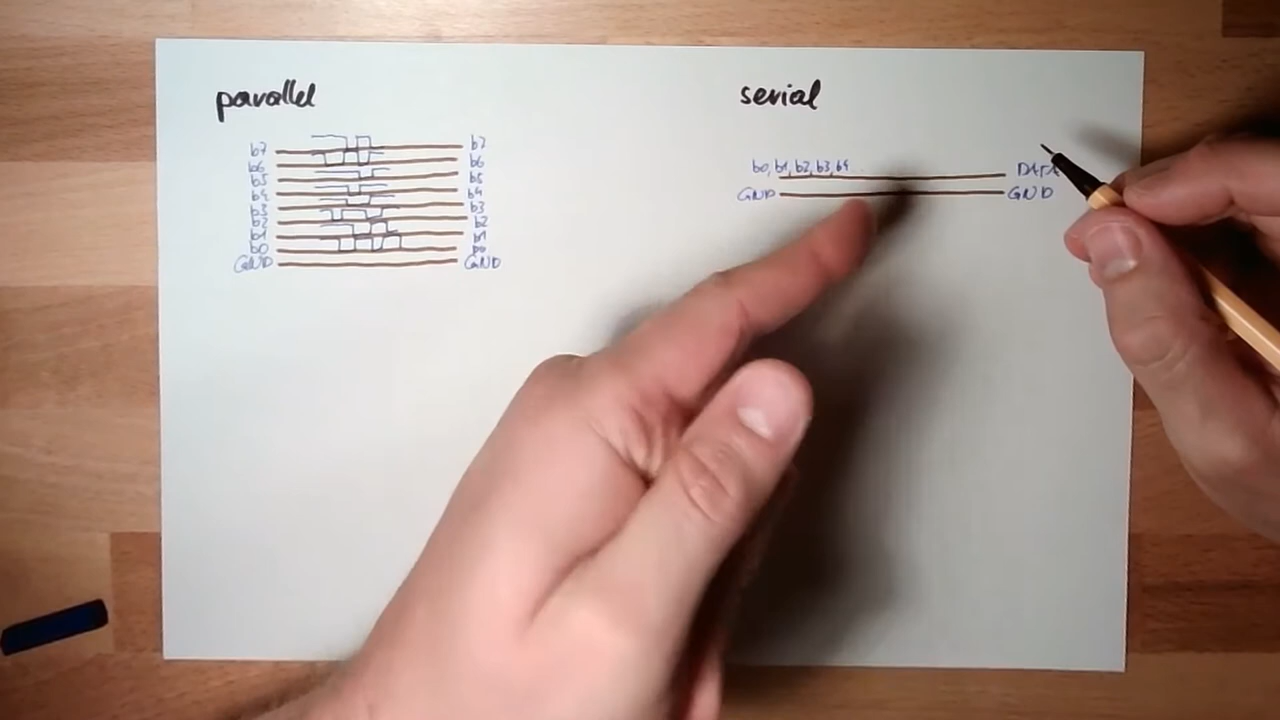 parallel
b7 b7
b6 b6
b5 b5
b4 b4
b3 b3
b2 b2
b1 b1
b0 b0
GND GND
serial
b0, b1, b2, b3, b4 DATA
GND GND